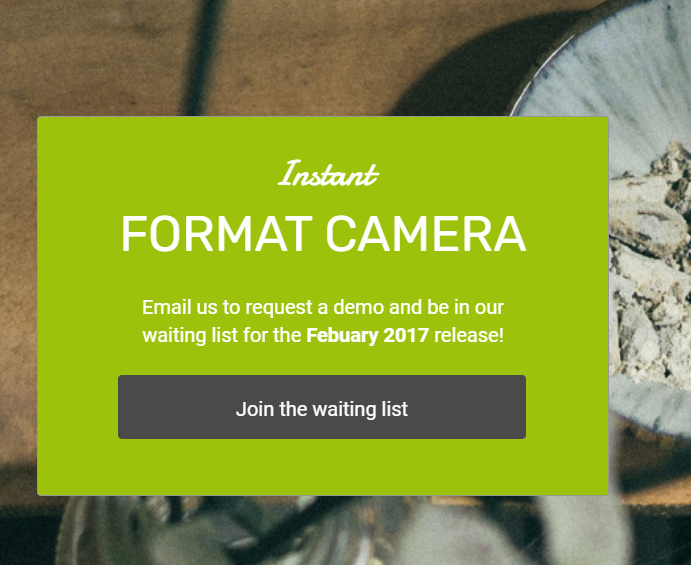 Instant
FORMAT CAMERA
Email us to request a demo and be in our
waiting list for the Febuary 2017 release!
Join the waiting list